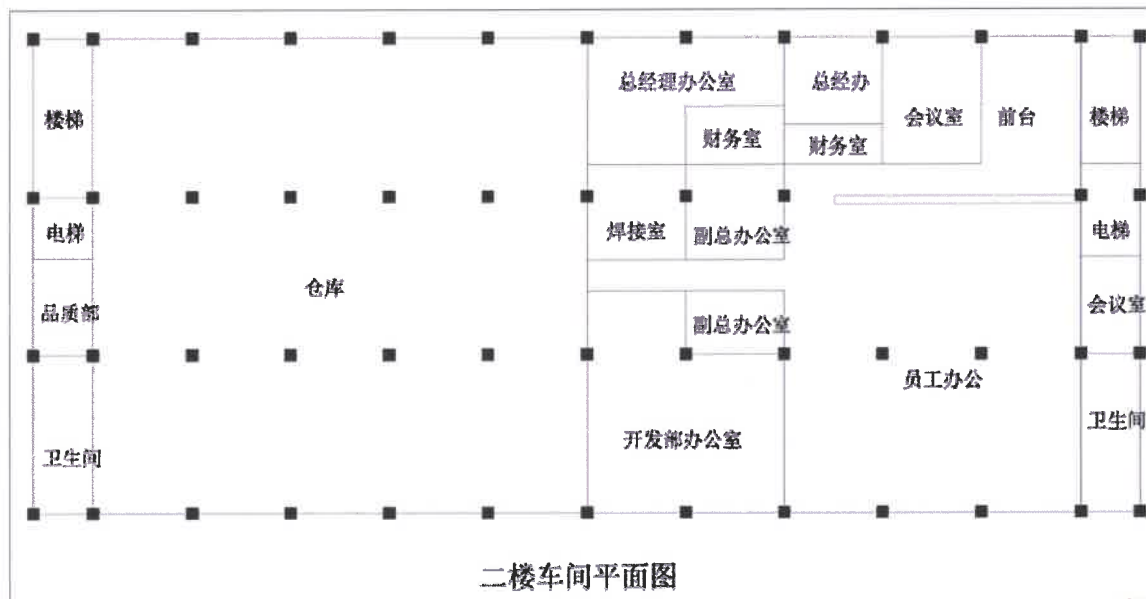 总经理办公室
总经办
楼梯
财务室
财务室
会议室
前台
楼梯
电梯
焊接室
副总办公室
电梯
仓库
品质部
副总办公室
会议室
员工办公
卫生间
开发部办公室
卫生间
二楼车间平面图